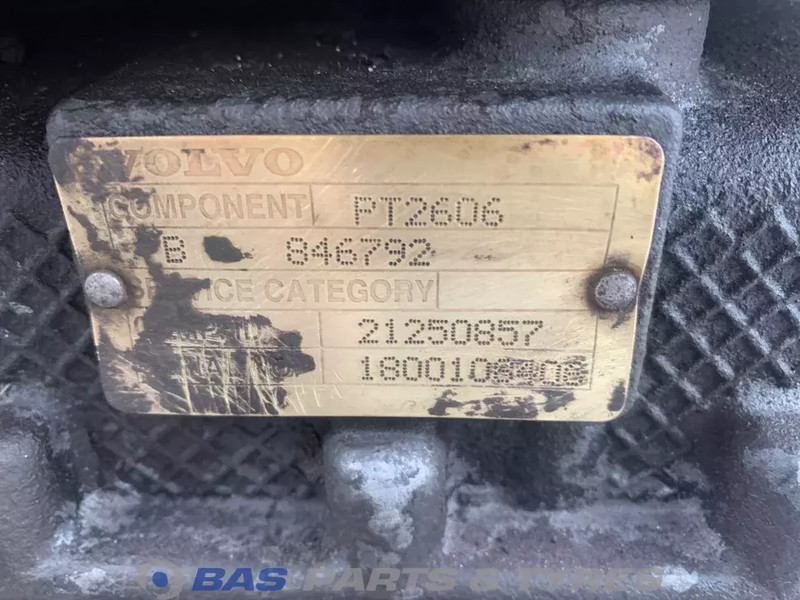 VOLVO
COMPONENT PT2606
B 846792
SERVICE CATEGORY
21250857
BAS PARTS & TYRES